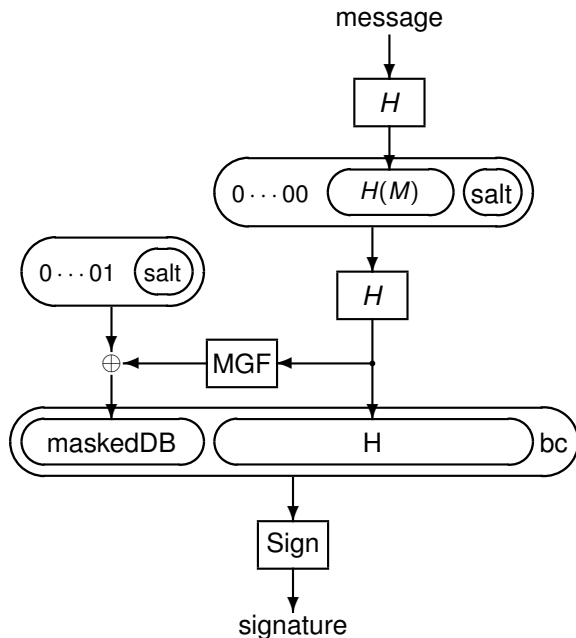 message
H
0···00 H(M) salt
0···01 salt
H
⊕ MGF
maskedDB H bc
Sign
signature